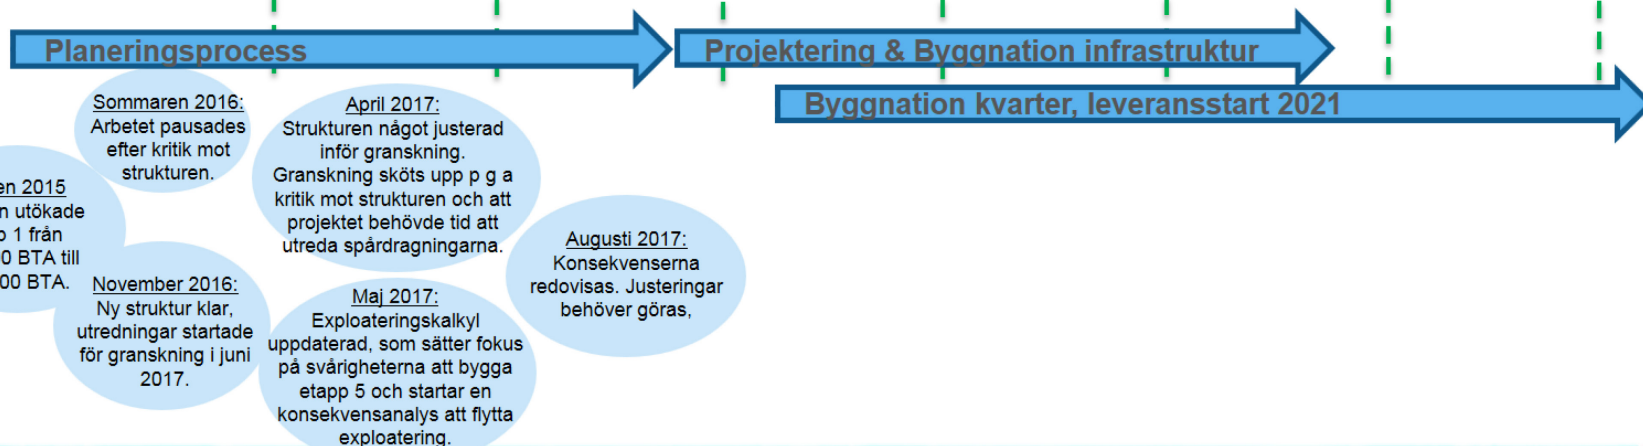 Planeringsprocess
Projektering & Byggnation infrastruktur
Byggnation kvarter, leveransstart 2021
Sommaren 2016:
Arbetet pausades
efter kritik mot
strukturen.
April 2017:
Strukturen något justerad
inför granskning.
Granskning sköts upp p g a
kritik mot strukturen och att
projektet behövde tid att
utreda spårdragningarna.
en 2015
n utökade
1 från
00 BTA till
00 BTA.
November 2016:
Ny struktur klar,
utredningar startade
för granskning i juni
2017.
Maj 2017:
Exploateringskalkyl
uppdaterad, som sätter fokus
på svårigheterna att bygga
etapp 5 och startar en
konsekvensanalys att flytta
exploatering.
Augusti 2017:
Konsekvenserna
redovisas. Justeringar
behöver göras,